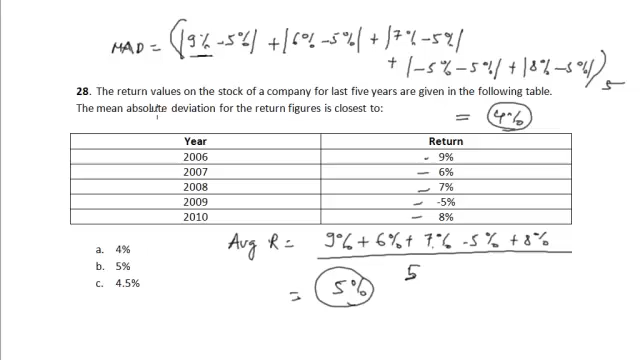 MAD = (|9% -5%| + |6% -5%| + |7% -5%|
+ |-5% -5%| + |8% -5%|) 5
28. The return values on the stock of a company for last five years are given in the following table.
The mean absolute deviation for the return figures is closest to:
= 4%
Year Return
2006 9%
2007 6%
2008 7%
2009 -5%
2010 8%
a. 4%
b. 5%
c. 4.5%
Avg R = 9% + 6% + 7% -5% + 8%
5
= 5%